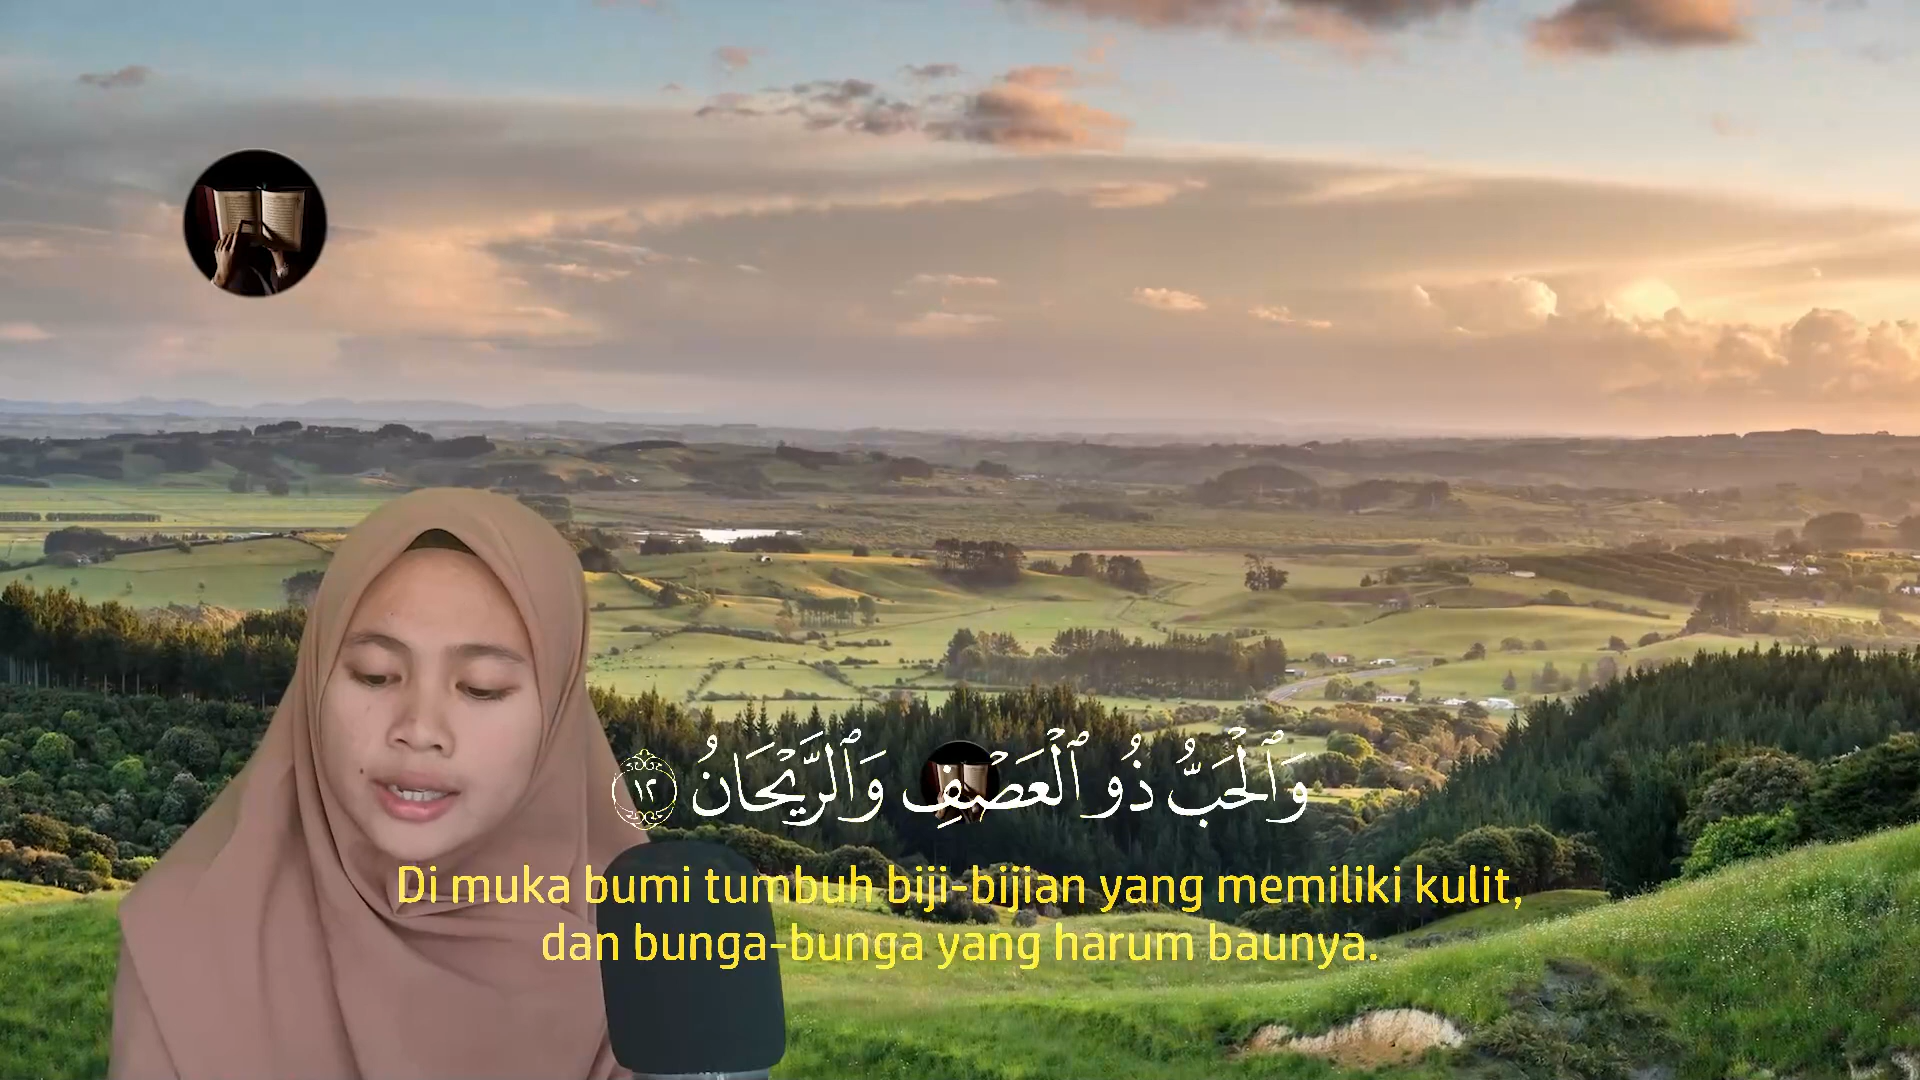 وَٱلْحَبُّ ذُو ٱلْعَصْفِ وَٱلرَّيْحَانُ ١٢
Di muka bumi tumbuh biji-bijian yang memiliki kulit,
dan bunga-bunga yang harum baunya.